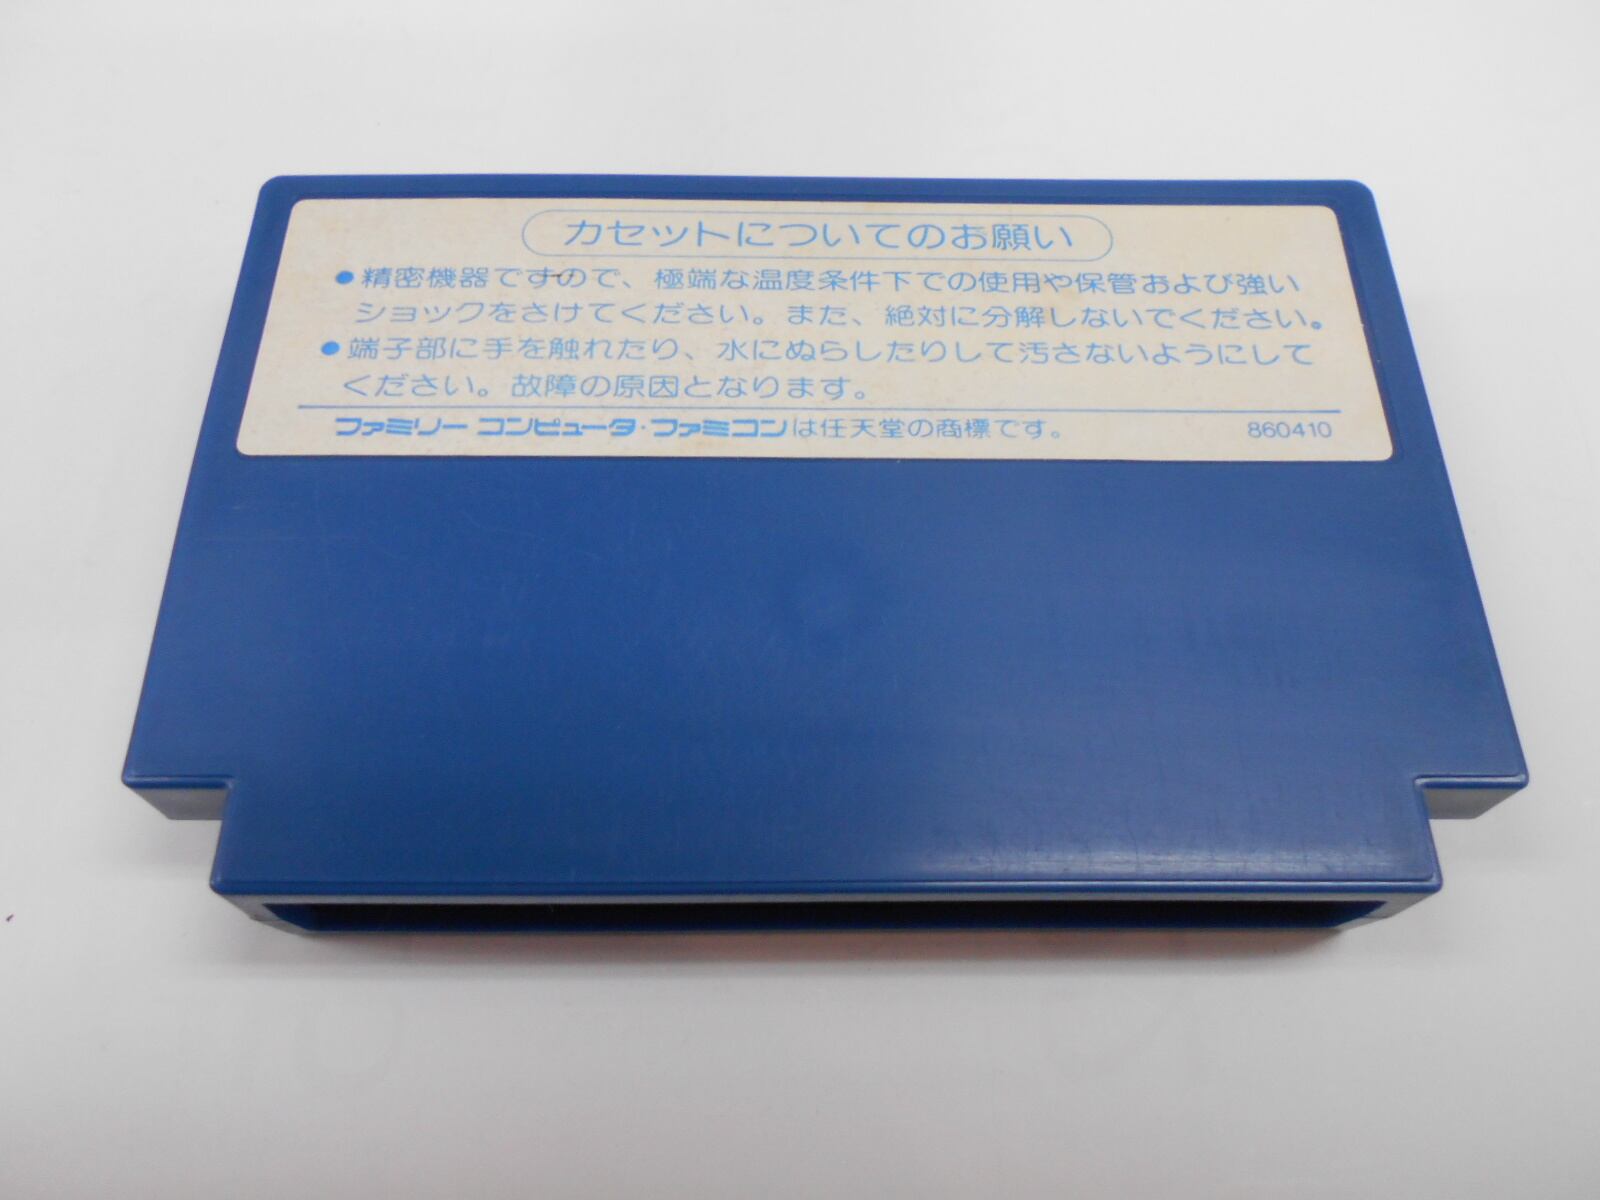 カセットについてのお願い
●精密機器ですので、極端な温度条件下での使用や保管および強い
ショックをさけてください。また、絶対に分解しないでください。
●端子部に手を触れたり、水にぬらしたりして汚さないようにして
ください。故障の原因となります。
ファミリー コンピュータ・ファミコンは任天堂の商標です。 860410